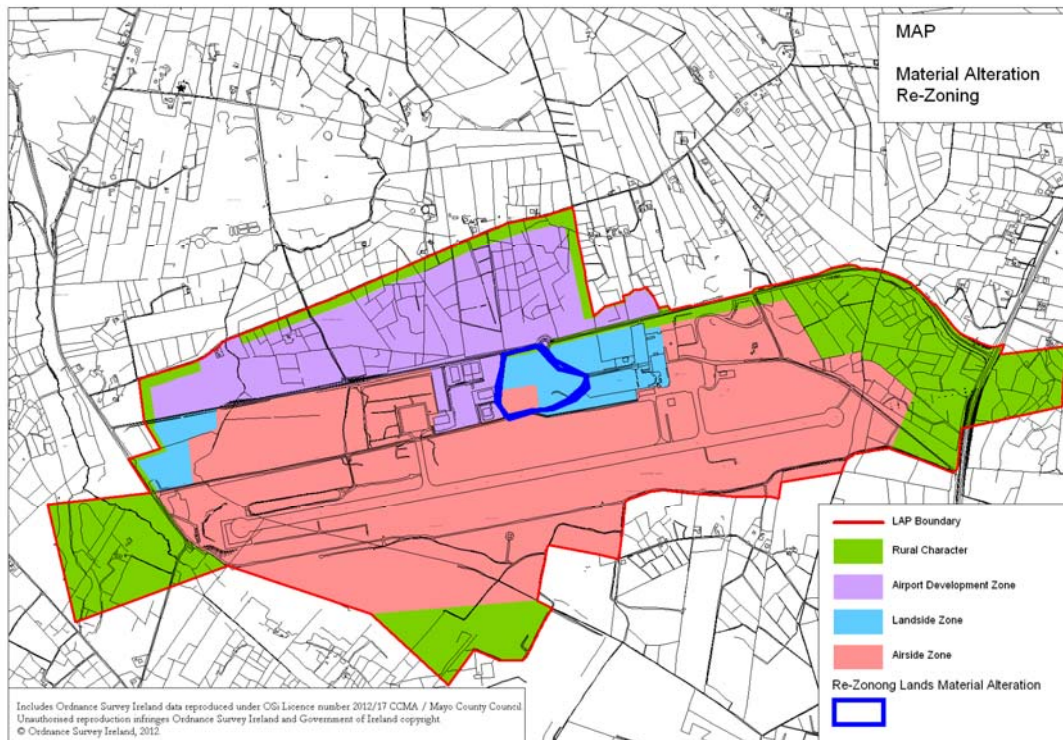 MAP
Material Alteration
Re-Zoning
LAP Boundary
Rural Character
Airport Development Zone
Landside Zone
Airside Zone
Re-Zonong Lands Material Alteration
Includes Ordnance Survey Ireland data reproduced under OSi Licence number 2012/17 CCMA / Mayo County Council.
Unauthorised reproduction infringes Ordnance Survey Ireland and Government of Ireland copyright.
© Ordnance Survey Ireland, 2012.